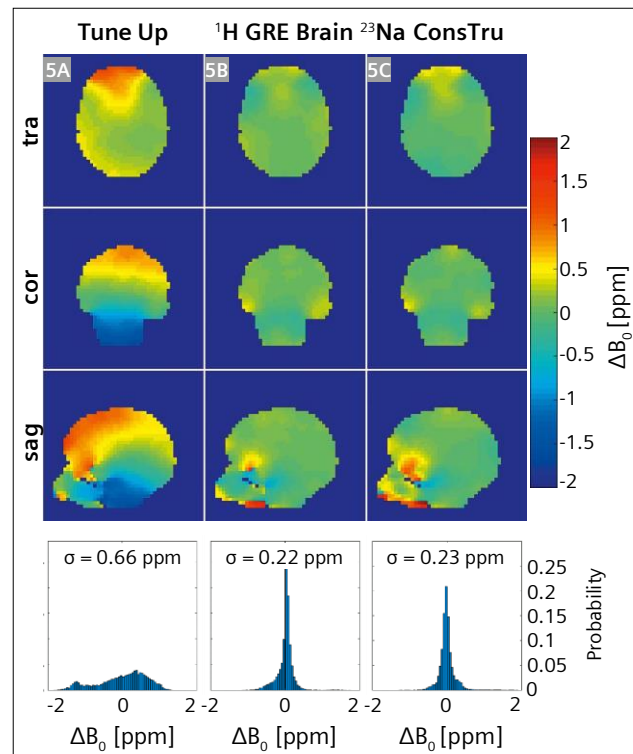 Tune Up ¹H GRE Brain ²³Na ConsTru
5A 5B 5C
tra
cor
sag
2
1.5
1
0.5
0
-0.5
-1
-1.5
-2
ΔB₀ [ppm]
σ = 0.66 ppm σ = 0.22 ppm σ = 0.23 ppm
0.25
0.2
0.15
0.1
0.05
0
Probability
-2 0 2 -2 0 2 -2 0 2
ΔB₀ [ppm] ΔB₀ [ppm] ΔB₀ [ppm]